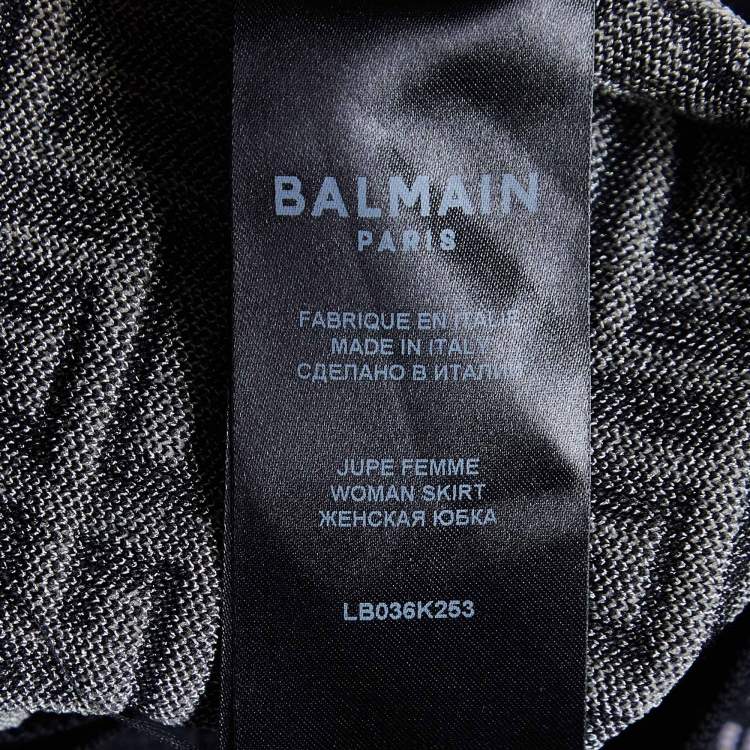 BALMAIN
PARIS
FABRIQUE EN ITALIE
MADE IN ITALY
СДЕЛАНО В ИТАЛИИ
JUPE FEMME
WOMAN SKIRT
ЖЕНСКАЯ ЮБКА
LB036K253